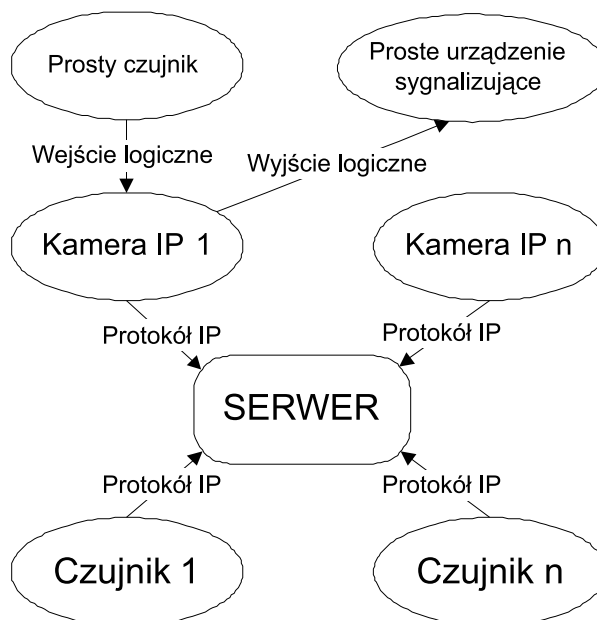 Prosty czujnik
Proste urządzenie
sygnalizujące
Wejście logiczne
Wyjście logiczne
Kamera IP 1
Kamera IP n
Protokół IP
Protokół IP
SERWER
Protokół IP
Protokół IP
Czujnik 1
Czujnik n